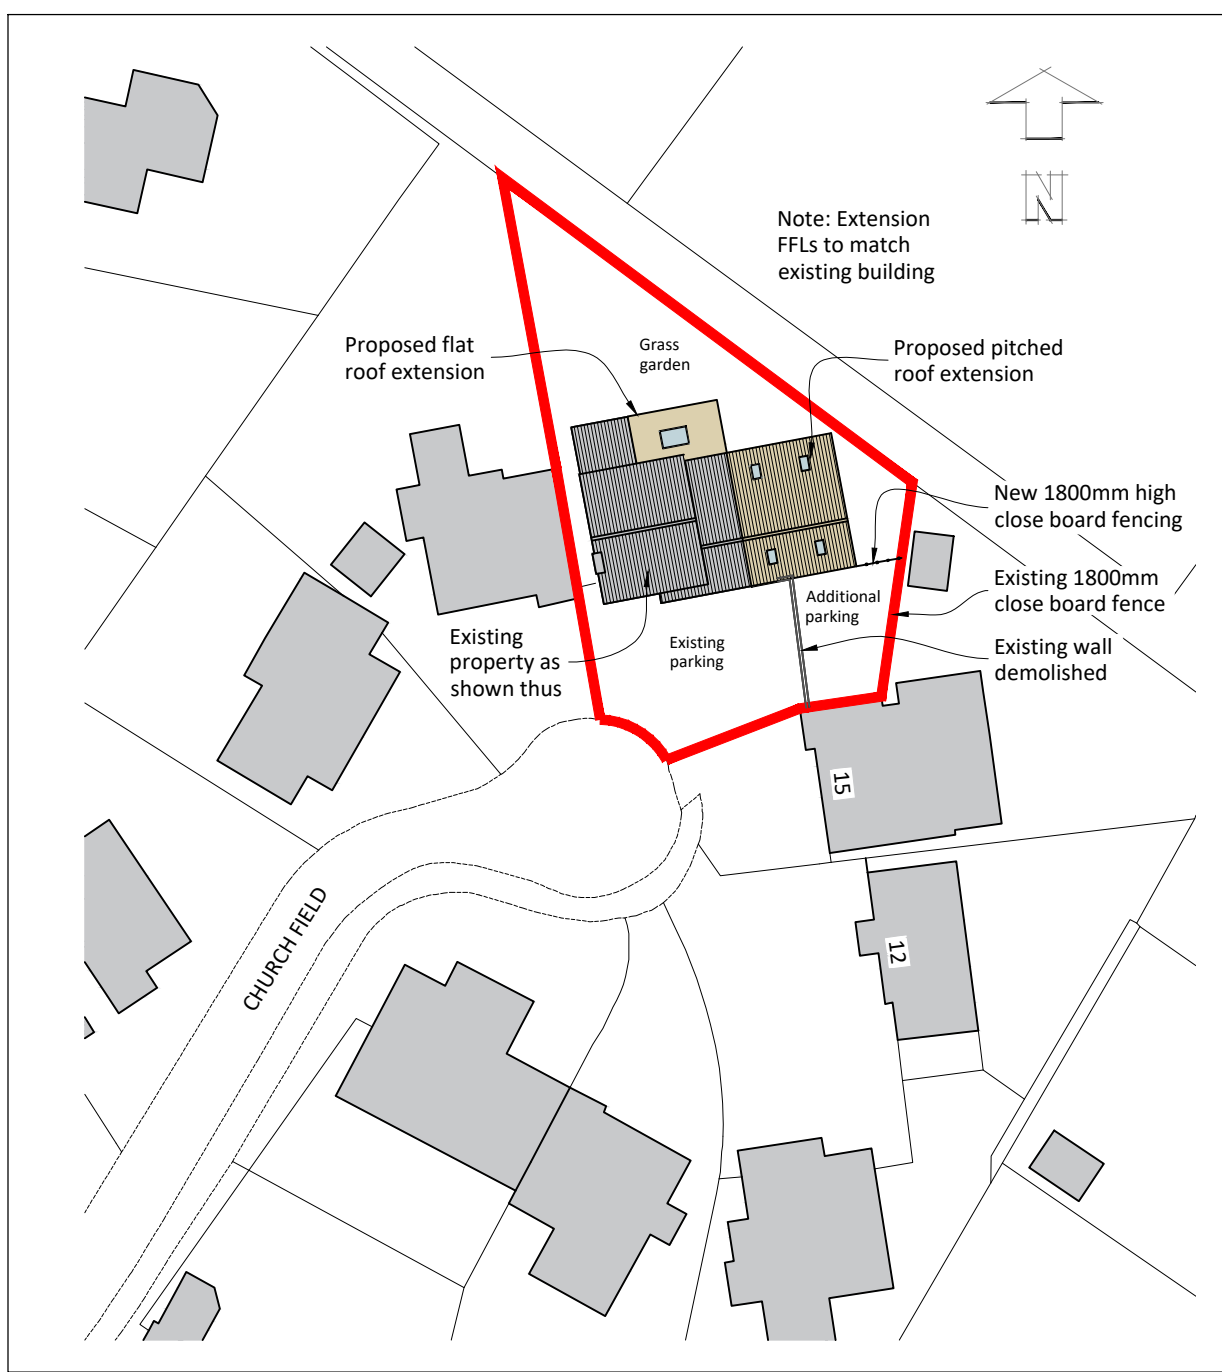 N
Note: Extension
FFLs to match
existing building
Proposed flat
roof extension
Grass
garden
Proposed pitched
roof extension
New 1800mm high
close board fencing
Existing 1800mm
close board fence
Additional
parking
Existing wall
demolished
Existing
property as
shown thus
Existing
parking
15
12
CHURCH FIELD